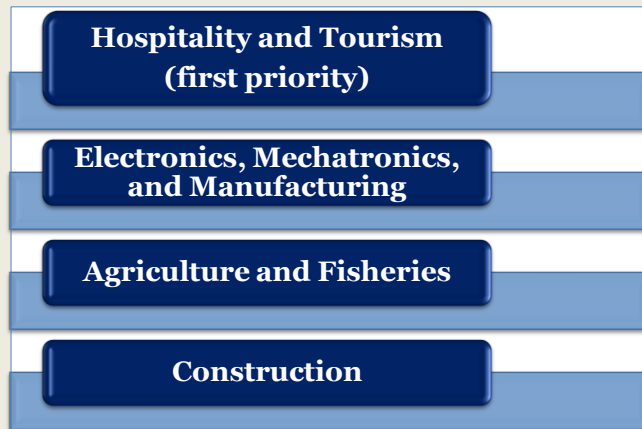 Hospitality and Tourism
(first priority)
Electronics, Mechatronics,
and Manufacturing
Agriculture and Fisheries
Construction